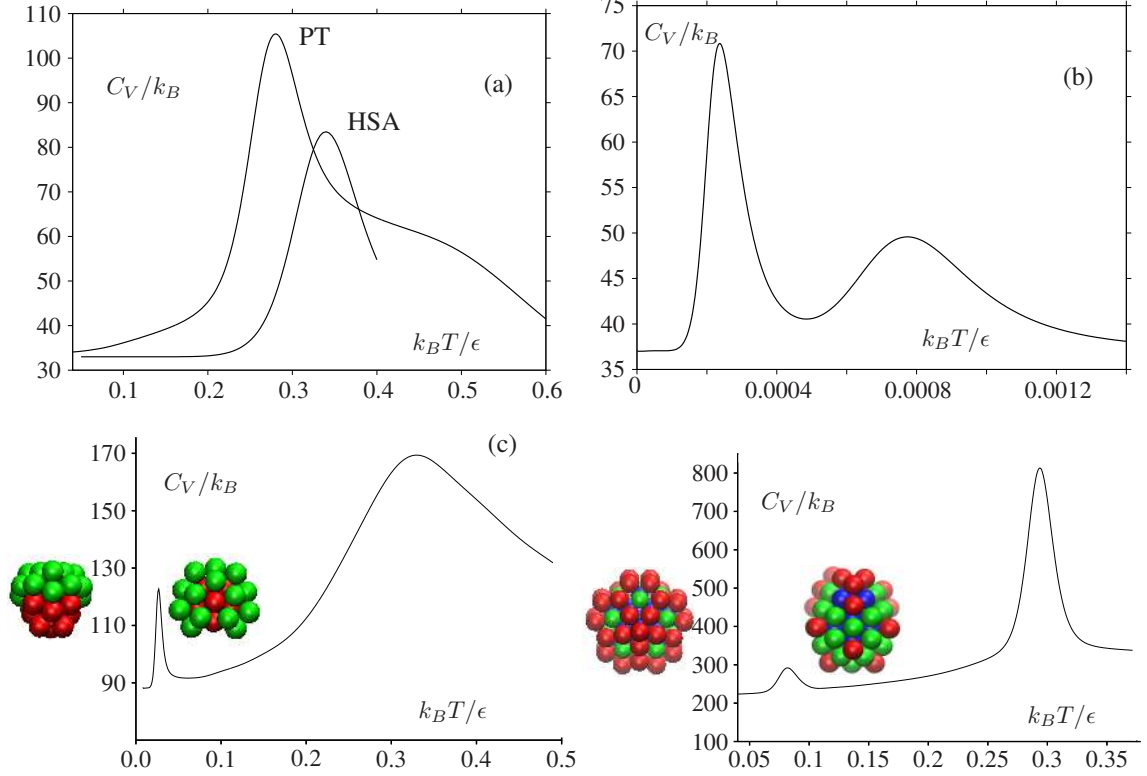 110
100
90
80
70
60
50
40
30
C_V/k_B
PT
HSA
(a)
k_BT/ϵ
0.1 0.2 0.3 0.4 0.5 0.6
75
70
65
60
55
50
45
40
35
C_V/k_B
(b)
k_BT/ϵ
0 0.0004 0.0008 0.0012
170
150
130
110
90
C_V/k_B
(c)
k_BT/ϵ
0.0 0.1 0.2 0.3 0.4 0.5
800
700
600
500
400
300
200
100
C_V/k_B
k_BT/ϵ
0.05 0.1 0.15 0.2 0.25 0.3 0.35